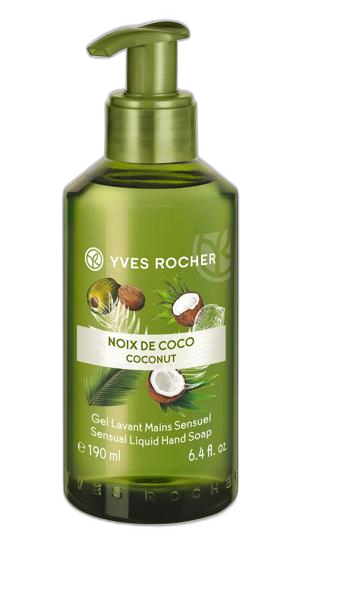 YVES ROCHER
NOIX DE COCO
COCONUT
Gel Lavant Mains Sensuel
Sensual Liquid Hand Soap
℮ 190 ml 6.4 fl. oz.
YVES ROCHER